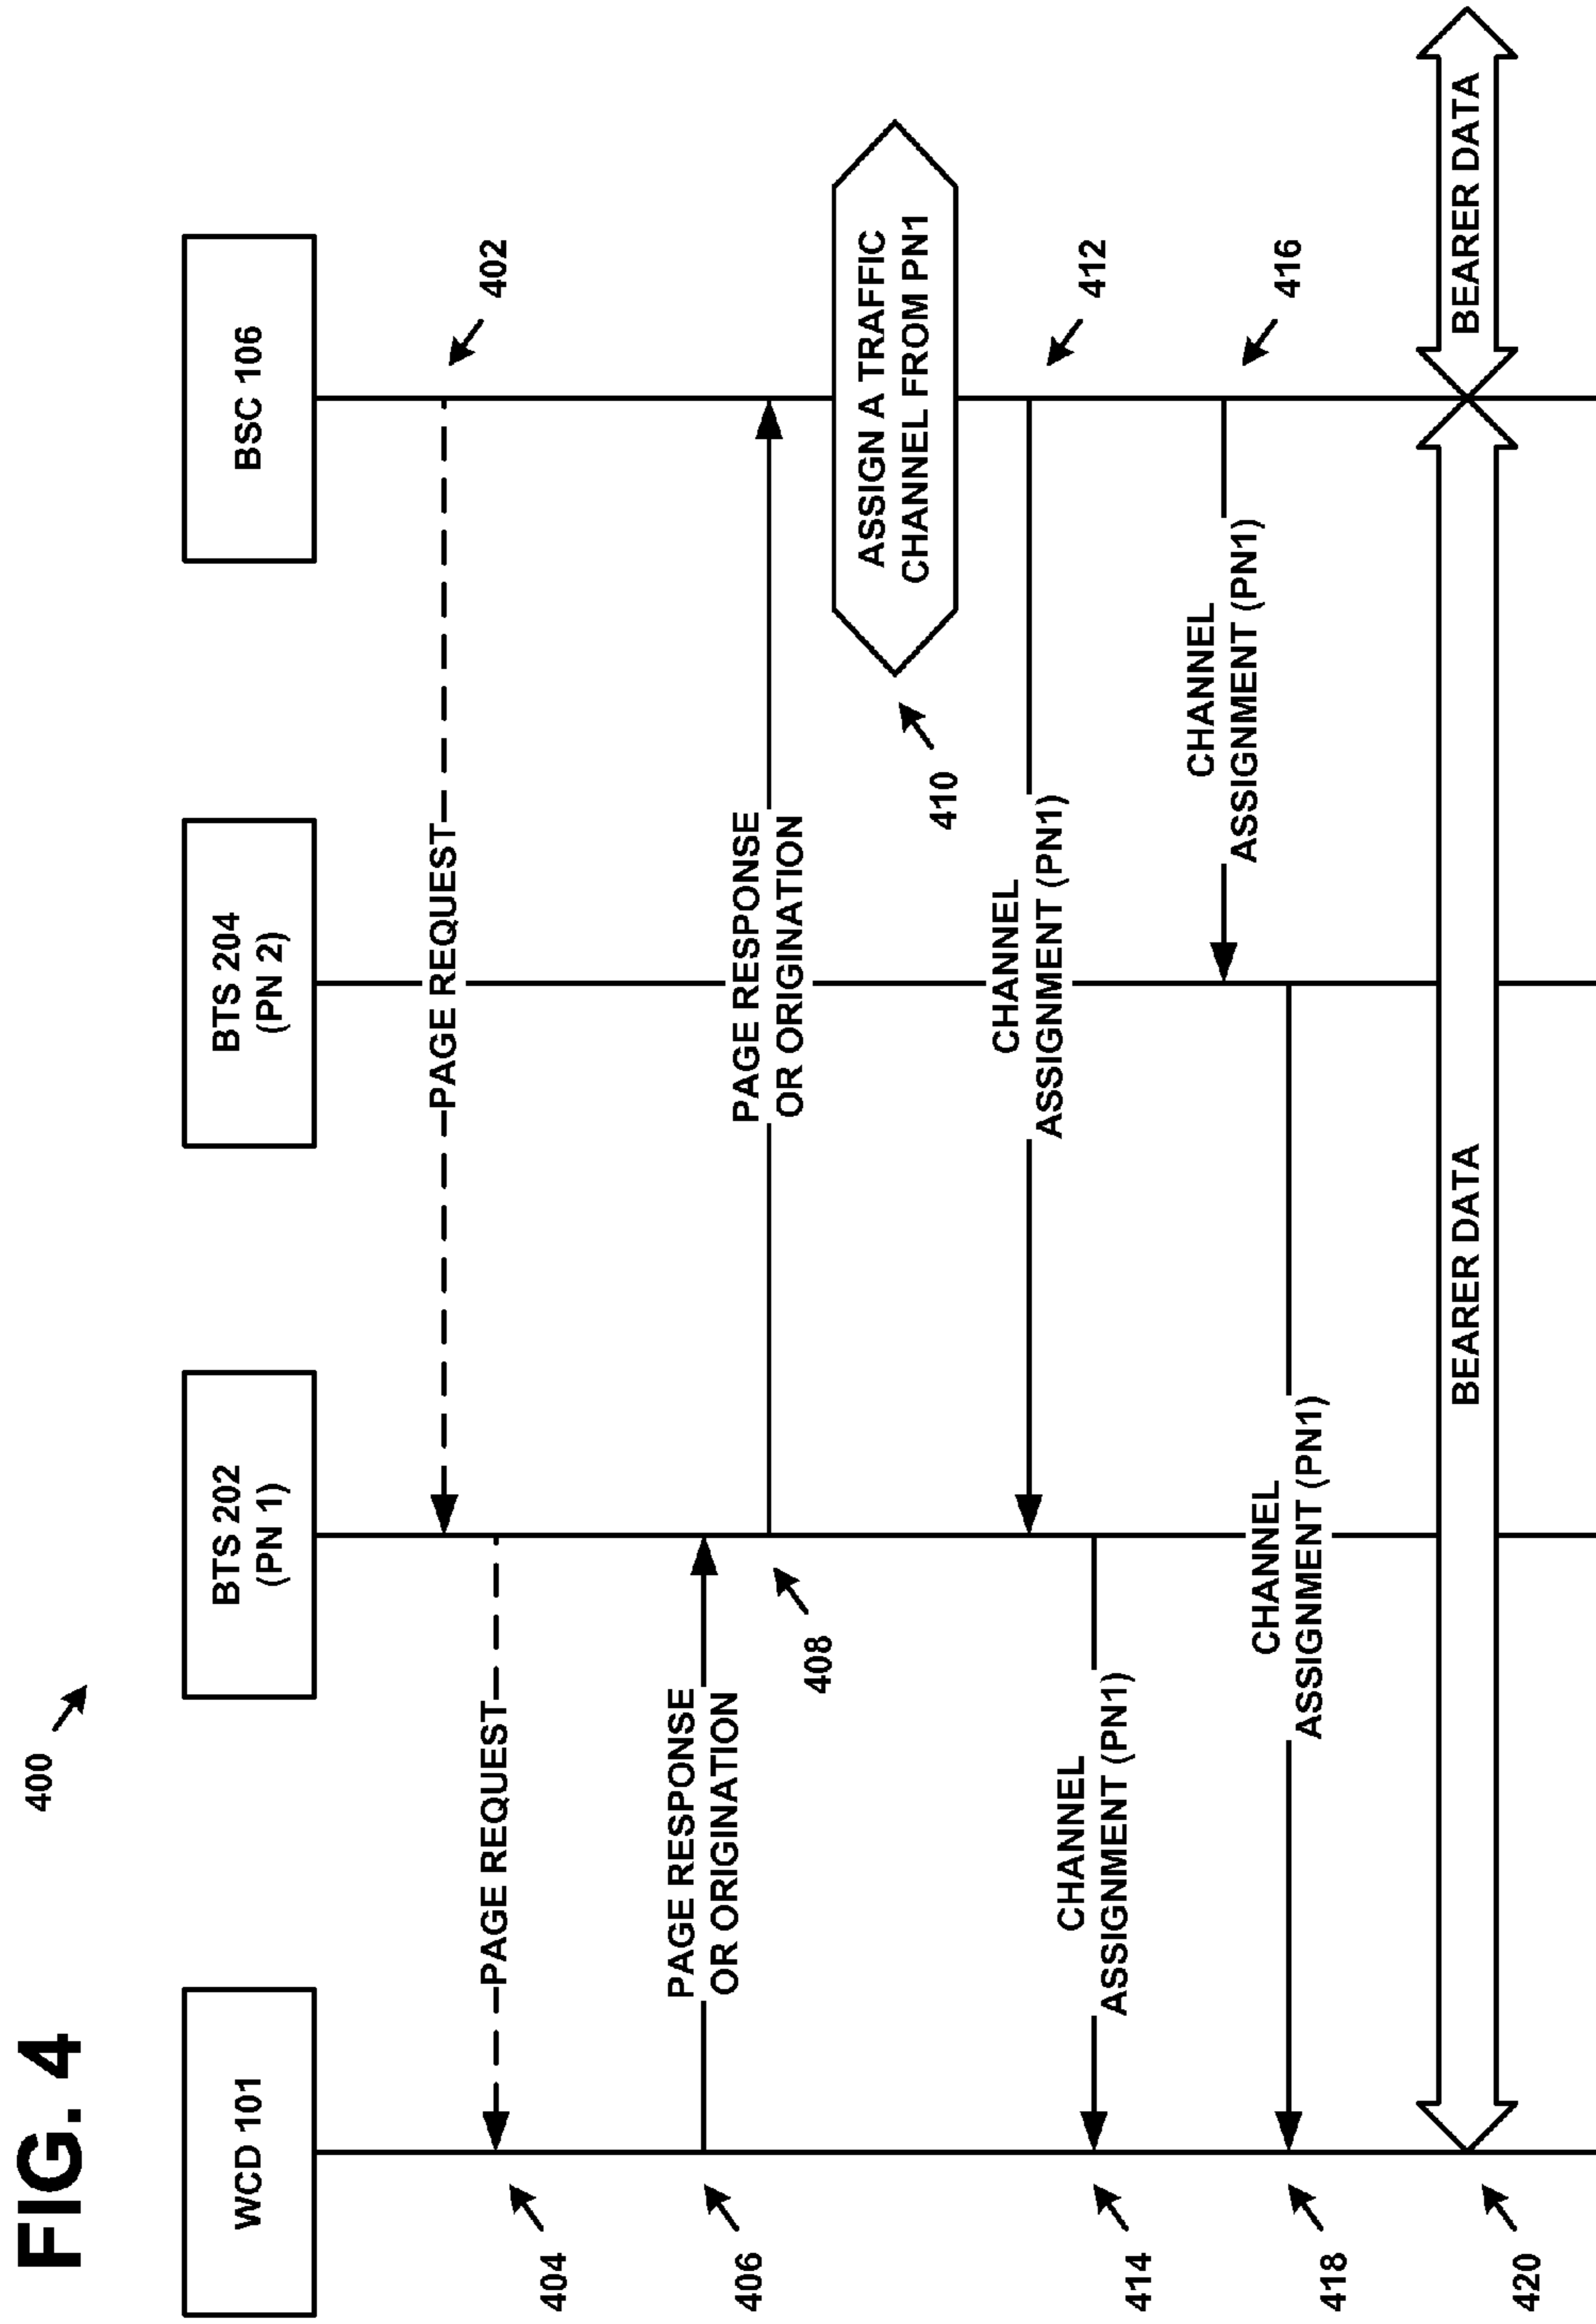 FIG. 4
400
WCD 101
BTS 202
(PN 1)
BTS 204
(PN 2)
BSC 106
PAGE REQUEST
402
PAGE REQUEST
404
PAGE RESPONSE
OR ORIGINATION
406
PAGE RESPONSE
OR ORIGINATION
408
ASSIGN A TRAFFIC
CHANNEL FROM PN1
410
CHANNEL
ASSIGNMENT (PN1)
412
CHANNEL
ASSIGNMENT (PN1)
414
CHANNEL
ASSIGNMENT (PN1)
416
CHANNEL
ASSIGNMENT (PN1)
418
BEARER DATA
BEARER DATA
420